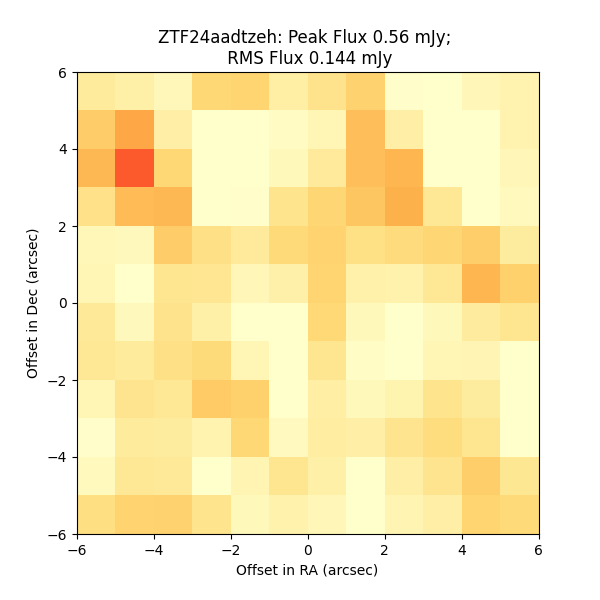 ZTF24aadtzeh: Peak Flux 0.56 mJy;
RMS Flux 0.144 mJy
6
4
2
0
−2
−4
−6
Offset in Dec (arcsec)
−6 −4 −2 0 2 4 6
Offset in RA (arcsec)